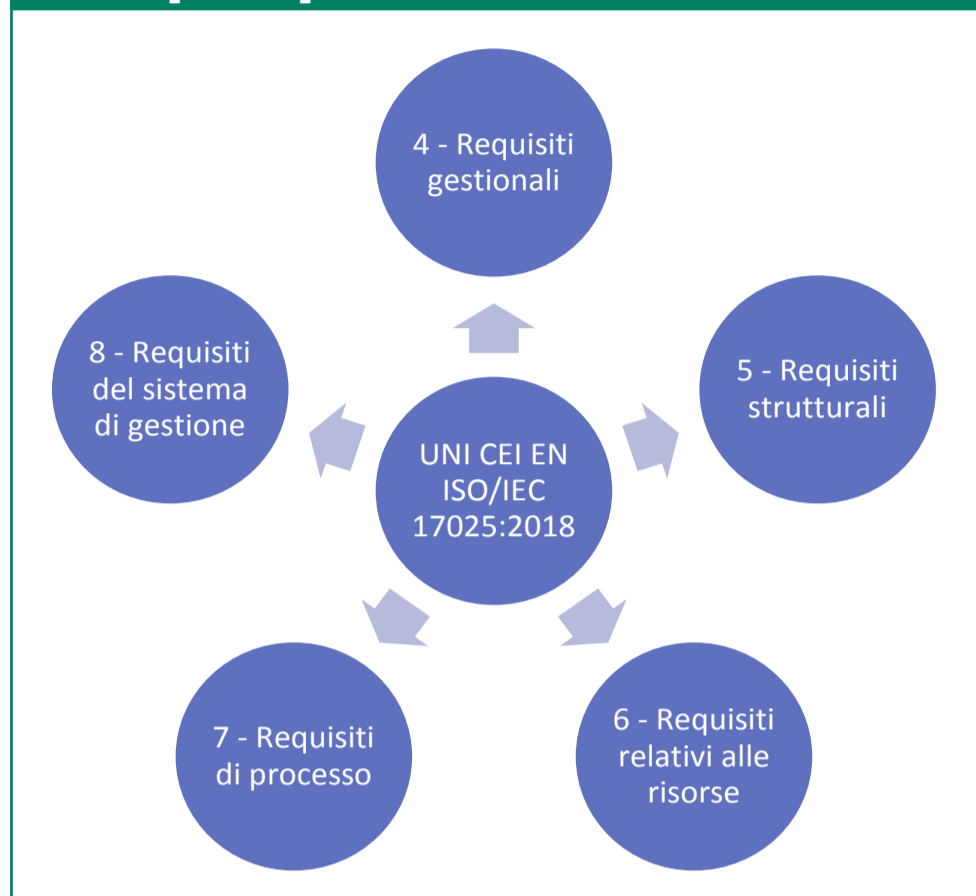 4 - Requisiti
gestionali
8 - Requisiti
del sistema
di gestione
5 - Requisiti
strutturali
UNI CEI EN
ISO/IEC
17025:2018
7 - Requisiti
di processo
6 - Requisiti
relativi alle
risorse